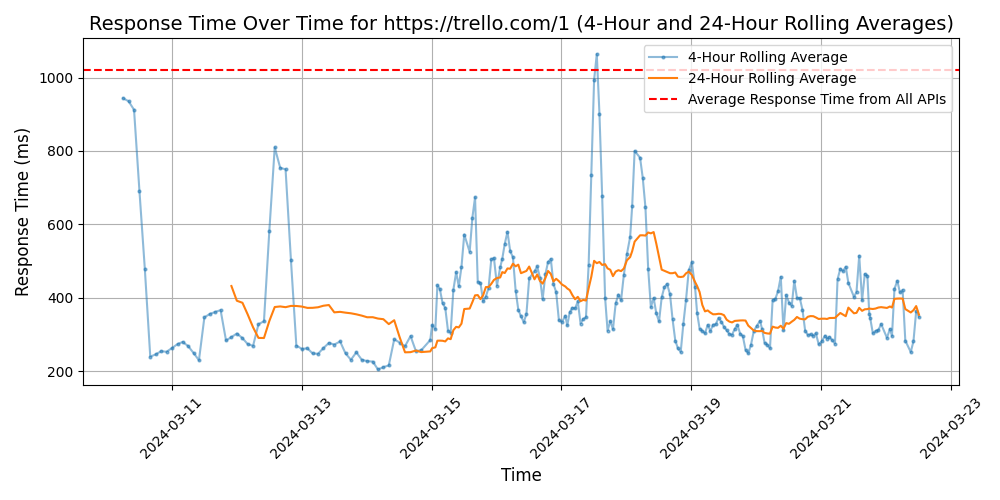 Response Time Over Time for https://trello.com/1 (4-Hour and 24-Hour Rolling Averages)
4-Hour Rolling Average
24-Hour Rolling Average
Average Response Time from All APIs
Response Time (ms)
1000
800
600
400
200
2024-03-11
2024-03-13
2024-03-15
2024-03-17
2024-03-19
2024-03-21
2024-03-23
Time